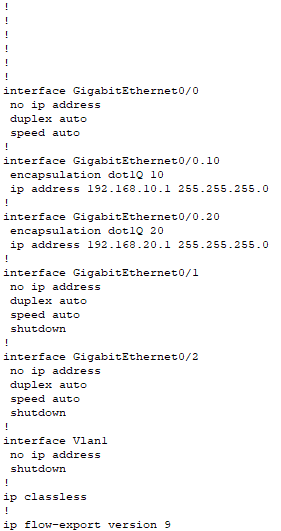 !
!
!
!
!
!
interface GigabitEthernet0/0
 no ip address
 duplex auto
 speed auto
!
interface GigabitEthernet0/0.10
 encapsulation dot1Q 10
 ip address 192.168.10.1 255.255.255.0
!
interface GigabitEthernet0/0.20
 encapsulation dot1Q 20
 ip address 192.168.20.1 255.255.255.0
!
interface GigabitEthernet0/1
 no ip address
 duplex auto
 speed auto
 shutdown
!
interface GigabitEthernet0/2
 no ip address
 duplex auto
 speed auto
 shutdown
!
interface Vlan1
 no ip address
 shutdown
!
ip classless
!
ip flow-export version 9